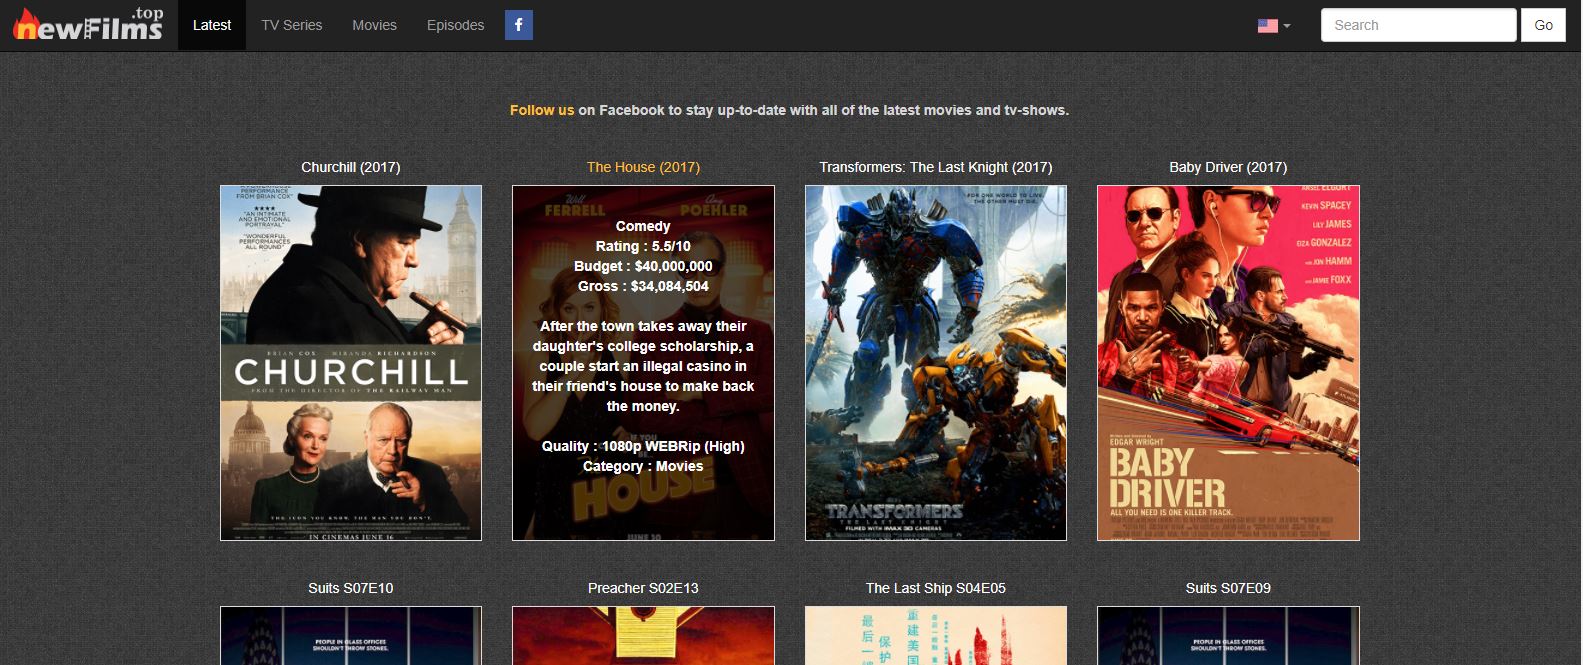 newFilms
.top
Latest
TV Series
Movies
Episodes
f
Search
Go
Follow us on Facebook to stay up-to-date with all of the latest movies and tv-shows.
Churchill (2017)
The House (2017)
Transformers: The Last Knight (2017)
Baby Driver (2017)
A POWERHOUSE
PERFORMANCE
FROM BRIAN COX"
★★★★
"AN INTIMATE
AND EMOTIONAL
PORTRAYAL"
"WONDERFUL
PERFORMANCES
ALL ROUND"
BRIAN COX MIRANDA RICHARDSON
CHURCHILL
FROM THE DIRECTOR OF THE RAILWAY MAN
THE ICON YOU KNOW. THE MAN YOU DON'T.
IN CINEMAS JUNE 16
Will FERRELL
Amy POEHLER
Comedy
Rating : 5.5/10
Budget : $40,000,000
Gross : $34,084,504
After the town takes away their
daughter's college scholarship, a
couple start an illegal casino in
their friend's house to make back
the money.
Quality : 1080p WEBRip (High)
Category : Movies
HOUSE
JUNE 30
FOR ONE WORLD TO LIVE,
THE OTHER MUST DIE.
TRANSFORMERS
THE LAST KNIGHT
FILMED WITH IMAX 3D CAMERAS
ANSEL ELGORT
KEVIN SPACEY
LILY JAMES
EIZA GONZALEZ
WITH JON HAMM
AND JAMIE FOXX
Written and Directed by
EDGAR WRIGHT
BABY
DRIVER
ALL YOU NEED IS ONE KILLER TRACK.
Suits S07E10
Preacher S02E13
The Last Ship S04E05
Suits S07E09
PEOPLE IN GLASS OFFICES
SHOULDN'T THROW STONES.
最后一艘
保护
重建美国
PEOPLE IN GLASS OFFICES
SHOULDN'T THROW STONES.